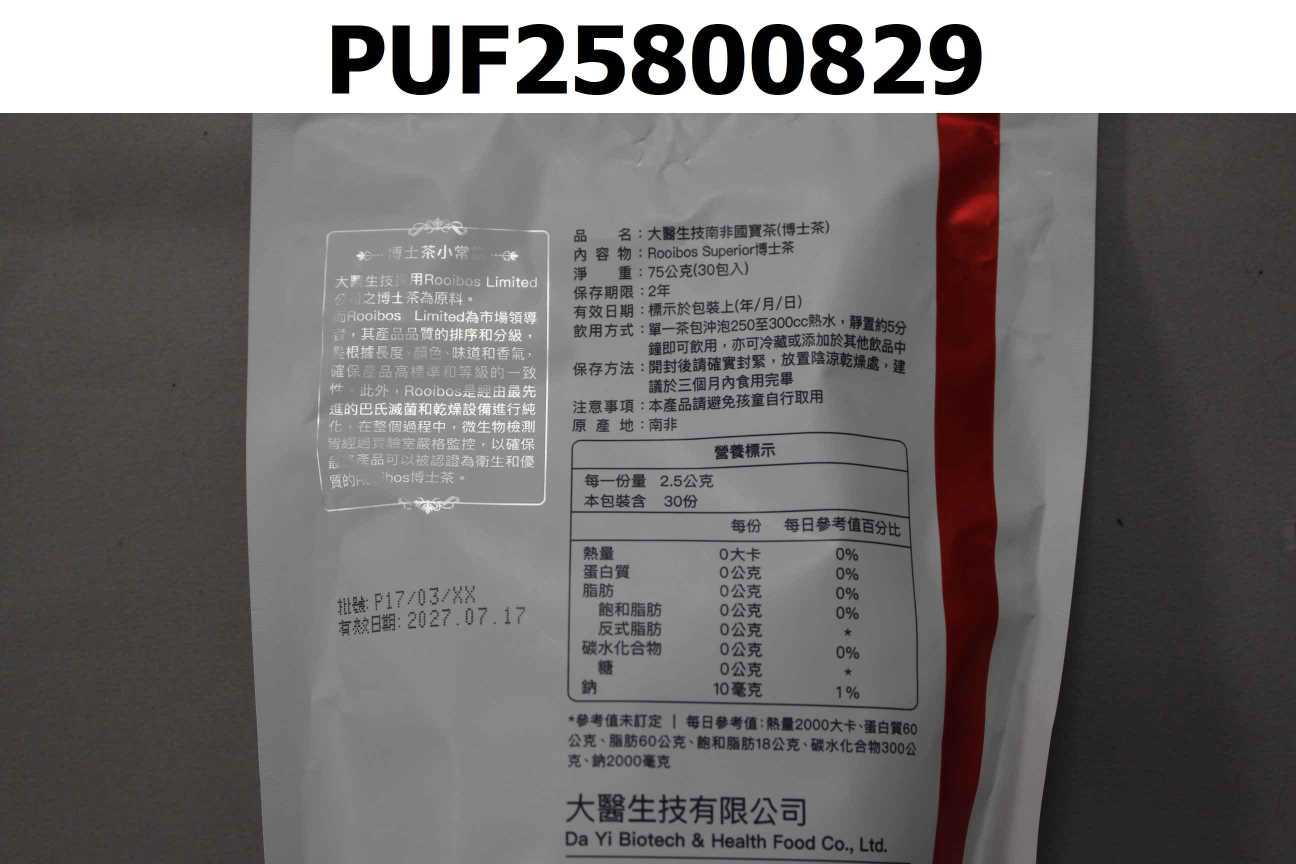 PUF25800829
博士茶小常
大醫生技 用Rooibos Limited
公司之博士茶為原料。
而Rooibos Limited為市場領導
者，其產品品質的排序和分級，
是根據長度、顏色、味道和香氣，
確保產品高標準和等級的一致
性。此外，Rooibos是經由最先
進的巴氏滅菌和乾燥設備進行純
化，在整個過程中，微生物檢測
皆經過實驗室嚴格監控，以確保
產品可以被認證為衛生和優
質的Rooibos博士茶。
批號: P17/03/XX
有效日期: 2027.07.17
品名：大醫生技南非國寶茶(博士茶)
內容物：Rooibos Superior博士茶
淨重：75公克(30包入)
保存期限：2年
有效日期：標示於包裝上(年/月/日)
飲用方式：單一茶包沖泡250至300cc熱水，靜置約5分
鐘即可飲用，亦可冷藏或添加於其他飲品中
保存方法：開封後請確實封緊，放置陰涼乾燥處，建
議於三個月內食用完畢
注意事項：本產品請避免孩童自行取用
原產地：南非
營養標示
每一份量 2.5公克
本包裝含 30份
每份 每日參考值百分比
熱量 0大卡 0%
蛋白質 0公克 0%
脂肪 0公克 0%
飽和脂肪 0公克 0%
反式脂肪 0公克 *
碳水化合物 0公克 0%
糖 0公克 *
鈉 10毫克 1%
*參考值未訂定 | 每日參考值：熱量2000大卡、蛋白質60
公克、脂肪60公克、飽和脂肪18公克、碳水化合物300公
克、鈉2000毫克
大醫生技有限公司
Da Yi Biotech & Health Food Co., Ltd.